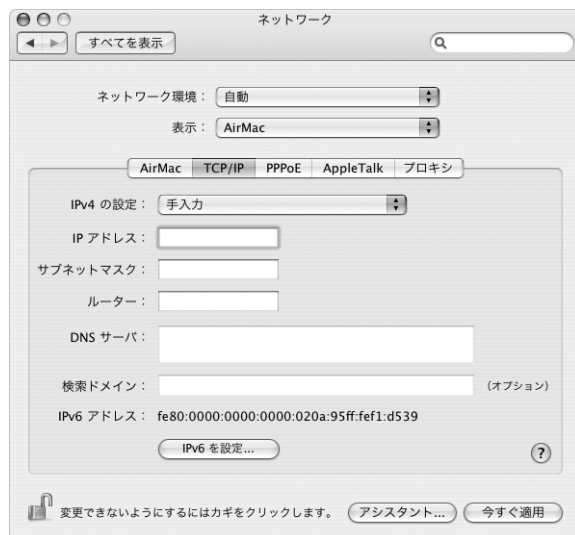 ネットワーク
すべてを表示
ネットワーク環境： 自動
表示： AirMac
AirMac TCP/IP PPPoE AppleTalk プロキシ
IPv4 の設定： 手入力
IP アドレス：
サブネットマスク：
ルーター：
DNS サーバ：
検索ドメイン： (オプション)
IPv6 アドレス： fe80:0000:0000:0000:020a:95ff:fef1:d539
IPv6 を設定...
?
変更できないようにするにはカギをクリックします。 アシスタント... 今すぐ適用